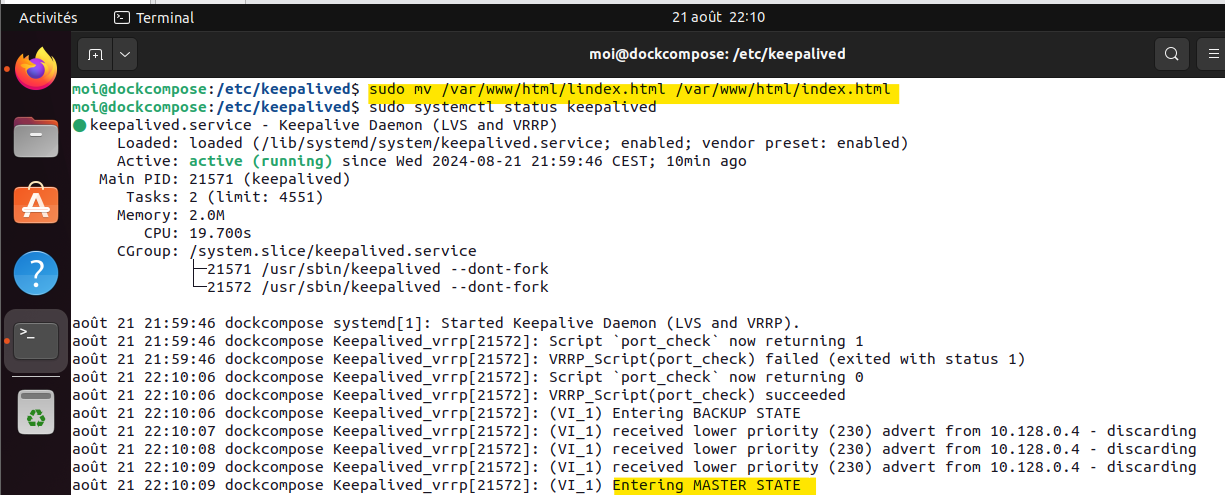 Activités
Terminal
21 août 22:10
moi@dockcompose: /etc/keepalived
moi@dockcompose:/etc/keepalived$ sudo mv /var/www/html/lindex.html /var/www/html/index.html
moi@dockcompose:/etc/keepalived$ sudo systemctl status keepalived
● keepalived.service - Keepalive Daemon (LVS and VRRP)
Loaded: loaded (/lib/systemd/system/keepalived.service; enabled; vendor preset: enabled)
Active: active (running) since Wed 2024-08-21 21:59:46 CEST; 10min ago
Main PID: 21571 (keepalived)
Tasks: 2 (limit: 4551)
Memory: 2.0M
CPU: 19.700s
CGroup: /system.slice/keepalived.service
├─21571 /usr/sbin/keepalived --dont-fork
└─21572 /usr/sbin/keepalived --dont-fork
août 21 21:59:46 dockcompose systemd[1]: Started Keepalive Daemon (LVS and VRRP).
août 21 21:59:46 dockcompose Keepalived_vrrp[21572]: Script `port_check` now returning 1
août 21 21:59:46 dockcompose Keepalived_vrrp[21572]: VRRP_Script(port_check) failed (exited with status 1)
août 21 22:10:06 dockcompose Keepalived_vrrp[21572]: Script `port_check` now returning 0
août 21 22:10:06 dockcompose Keepalived_vrrp[21572]: VRRP_Script(port_check) succeeded
août 21 22:10:06 dockcompose Keepalived_vrrp[21572]: (VI_1) Entering BACKUP STATE
août 21 22:10:07 dockcompose Keepalived_vrrp[21572]: (VI_1) received lower priority (230) advert from 10.128.0.4 - discarding
août 21 22:10:08 dockcompose Keepalived_vrrp[21572]: (VI_1) received lower priority (230) advert from 10.128.0.4 - discarding
août 21 22:10:09 dockcompose Keepalived_vrrp[21572]: (VI_1) received lower priority (230) advert from 10.128.0.4 - discarding
août 21 22:10:09 dockcompose Keepalived_vrrp[21572]: (VI_1) Entering MASTER STATE